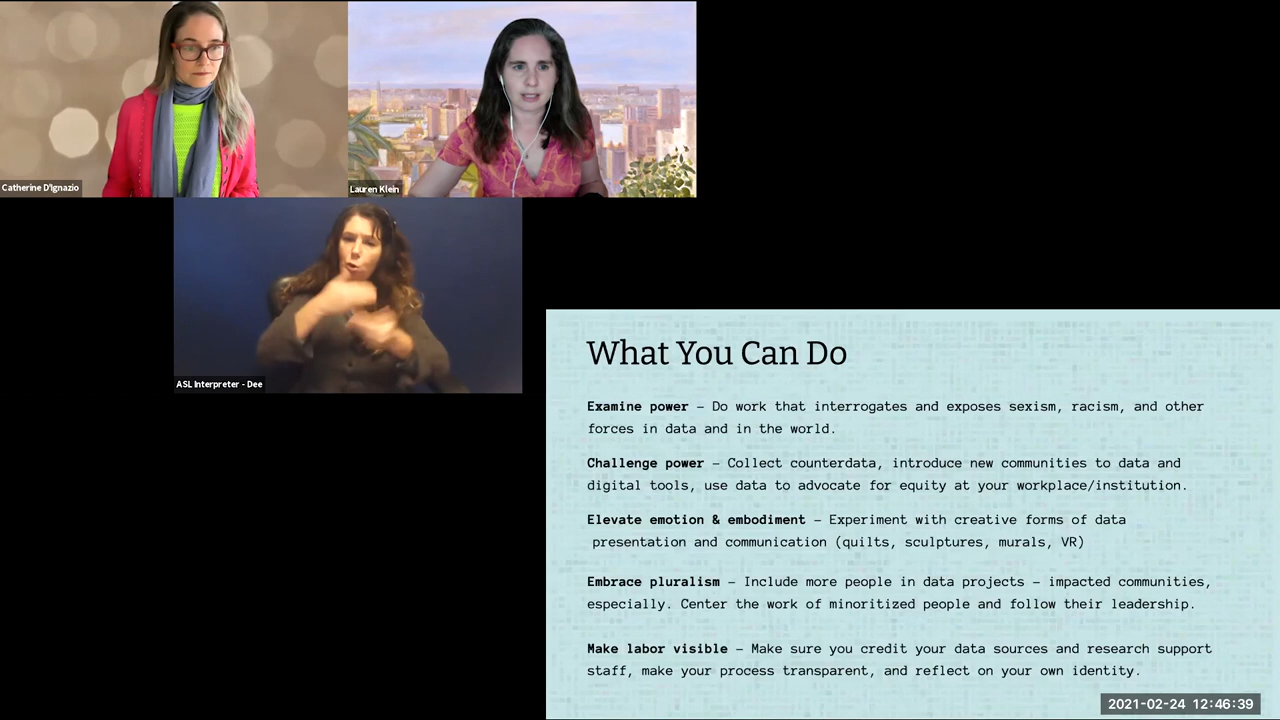 Catherine D'Ignazio
Lauren Klein
ASL Interpreter - Dee
What You Can Do
Examine power – Do work that interrogates and exposes sexism, racism, and other
forces in data and in the world.
Challenge power – Collect counterdata, introduce new communities to data and
digital tools, use data to advocate for equity at your workplace/institution.
Elevate emotion & embodiment – Experiment with creative forms of data
presentation and communication (quilts, sculptures, murals, VR)
Embrace pluralism – Include more people in data projects – impacted communities,
especially. Center the work of minoritized people and follow their leadership.
Make labor visible – Make sure you credit your data sources and research support
staff, make your process transparent, and reflect on your own identity.
2021-02-24 12:46:39